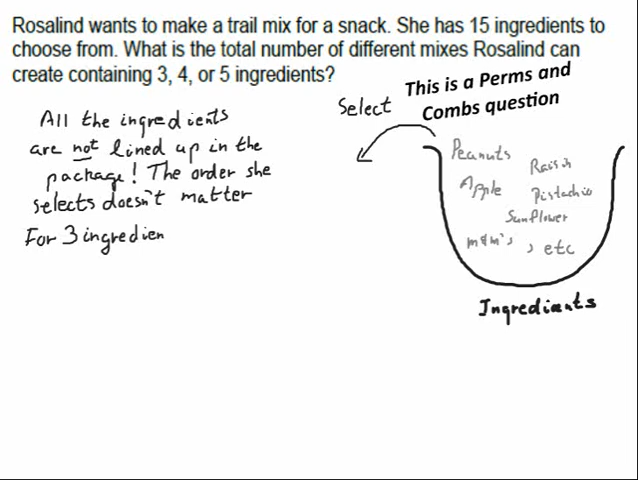 Rosalind wants to make a trail mix for a snack. She has 15 ingredients to
choose from. What is the total number of different mixes Rosalind can
create containing 3, 4, or 5 ingredients?
This is a Perms and
Combs question
Select
All the ingredients
are not lined up in the
package! The order she
selects doesn't matter
For 3 ingredien
Peanuts
Raisin
Apple
Pistachio
Sunflower
m&m's , etc
Ingredients